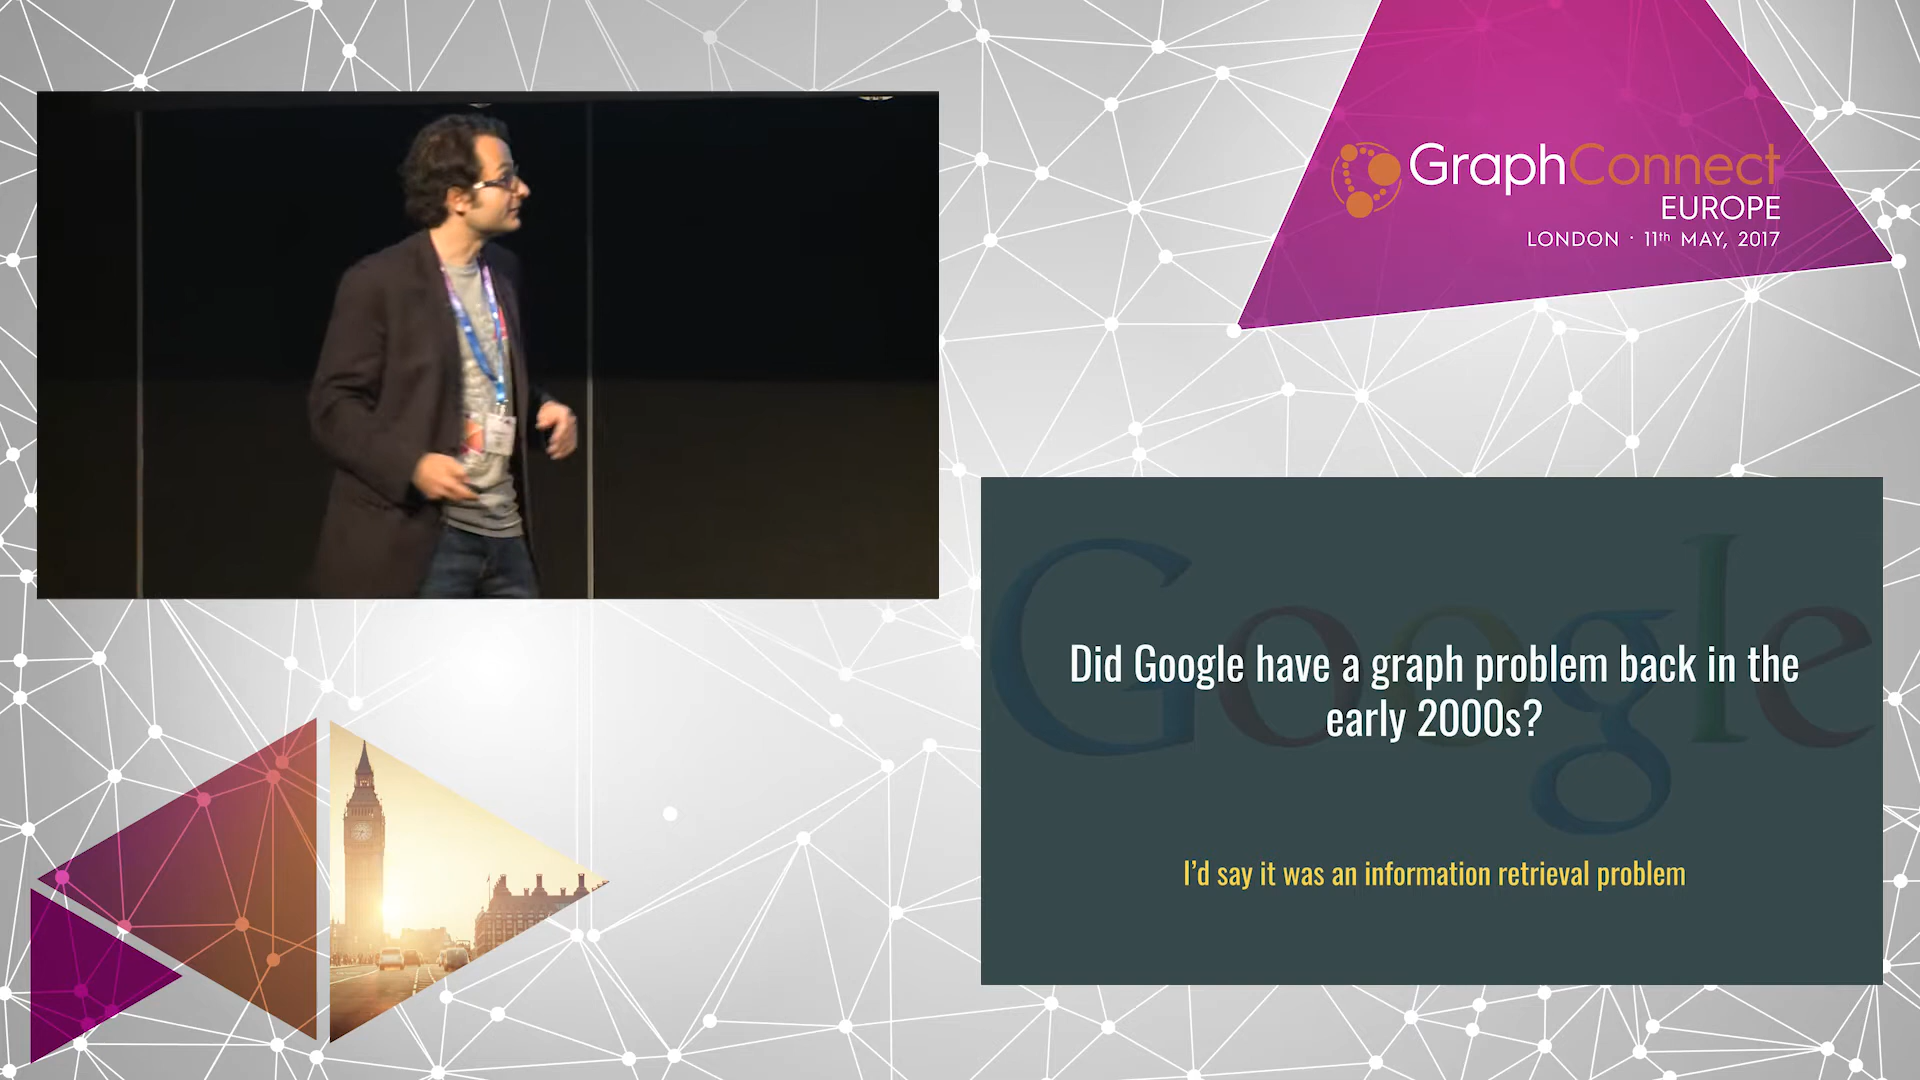 GraphConnect
EUROPE
LONDON · 11th MAY, 2017
Google
Did Google have a graph problem back in the
early 2000s?
I'd say it was an information retrieval problem